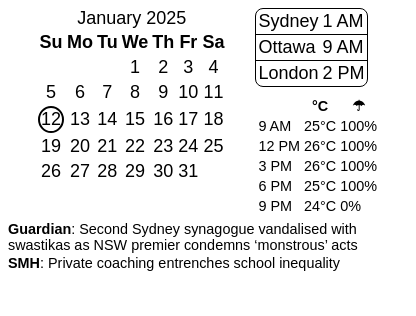 January 2025
Su Mo Tu We Th Fr Sa
1 2 3 4
5 6 7 8 9 10 11
12 13 14 15 16 17 18
19 20 21 22 23 24 25
26 27 28 29 30 31
Sydney 1 AM
Ottawa 9 AM
London 2 PM
°C ☂
9 AM 25°C 100%
12 PM 26°C 100%
3 PM 26°C 100%
6 PM 25°C 100%
9 PM 24°C 0%
Guardian: Second Sydney synagogue vandalised with
swastikas as NSW premier condemns ‘monstrous’ acts
SMH: Private coaching entrenches school inequality